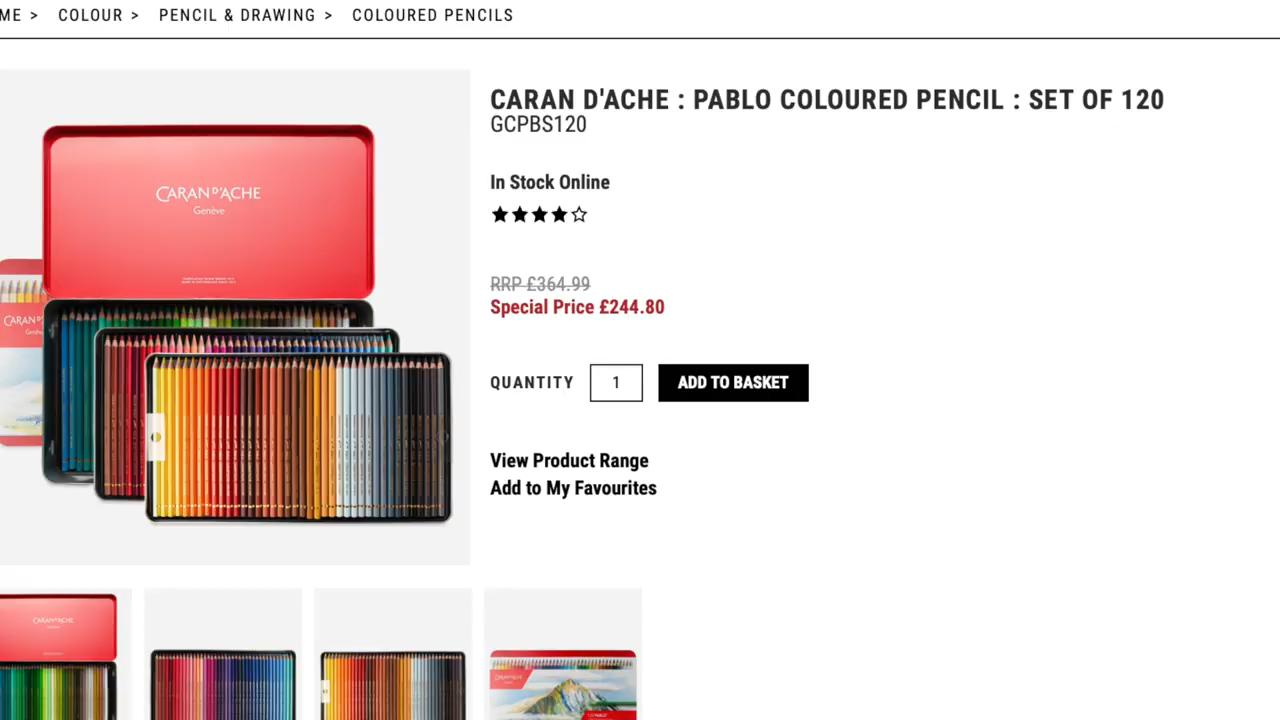 ME > COLOUR > PENCIL & DRAWING > COLOURED PENCILS
CARAN D'ACHE : PABLO COLOURED PENCIL : SET OF 120
GCPBS120
In Stock Online
RRP £364.99
Special Price £244.80
QUANTITY 1 ADD TO BASKET
View Product Range
Add to My Favourites
CARAN D'ACHE
Genève
CARAN D'ACHE
Genève